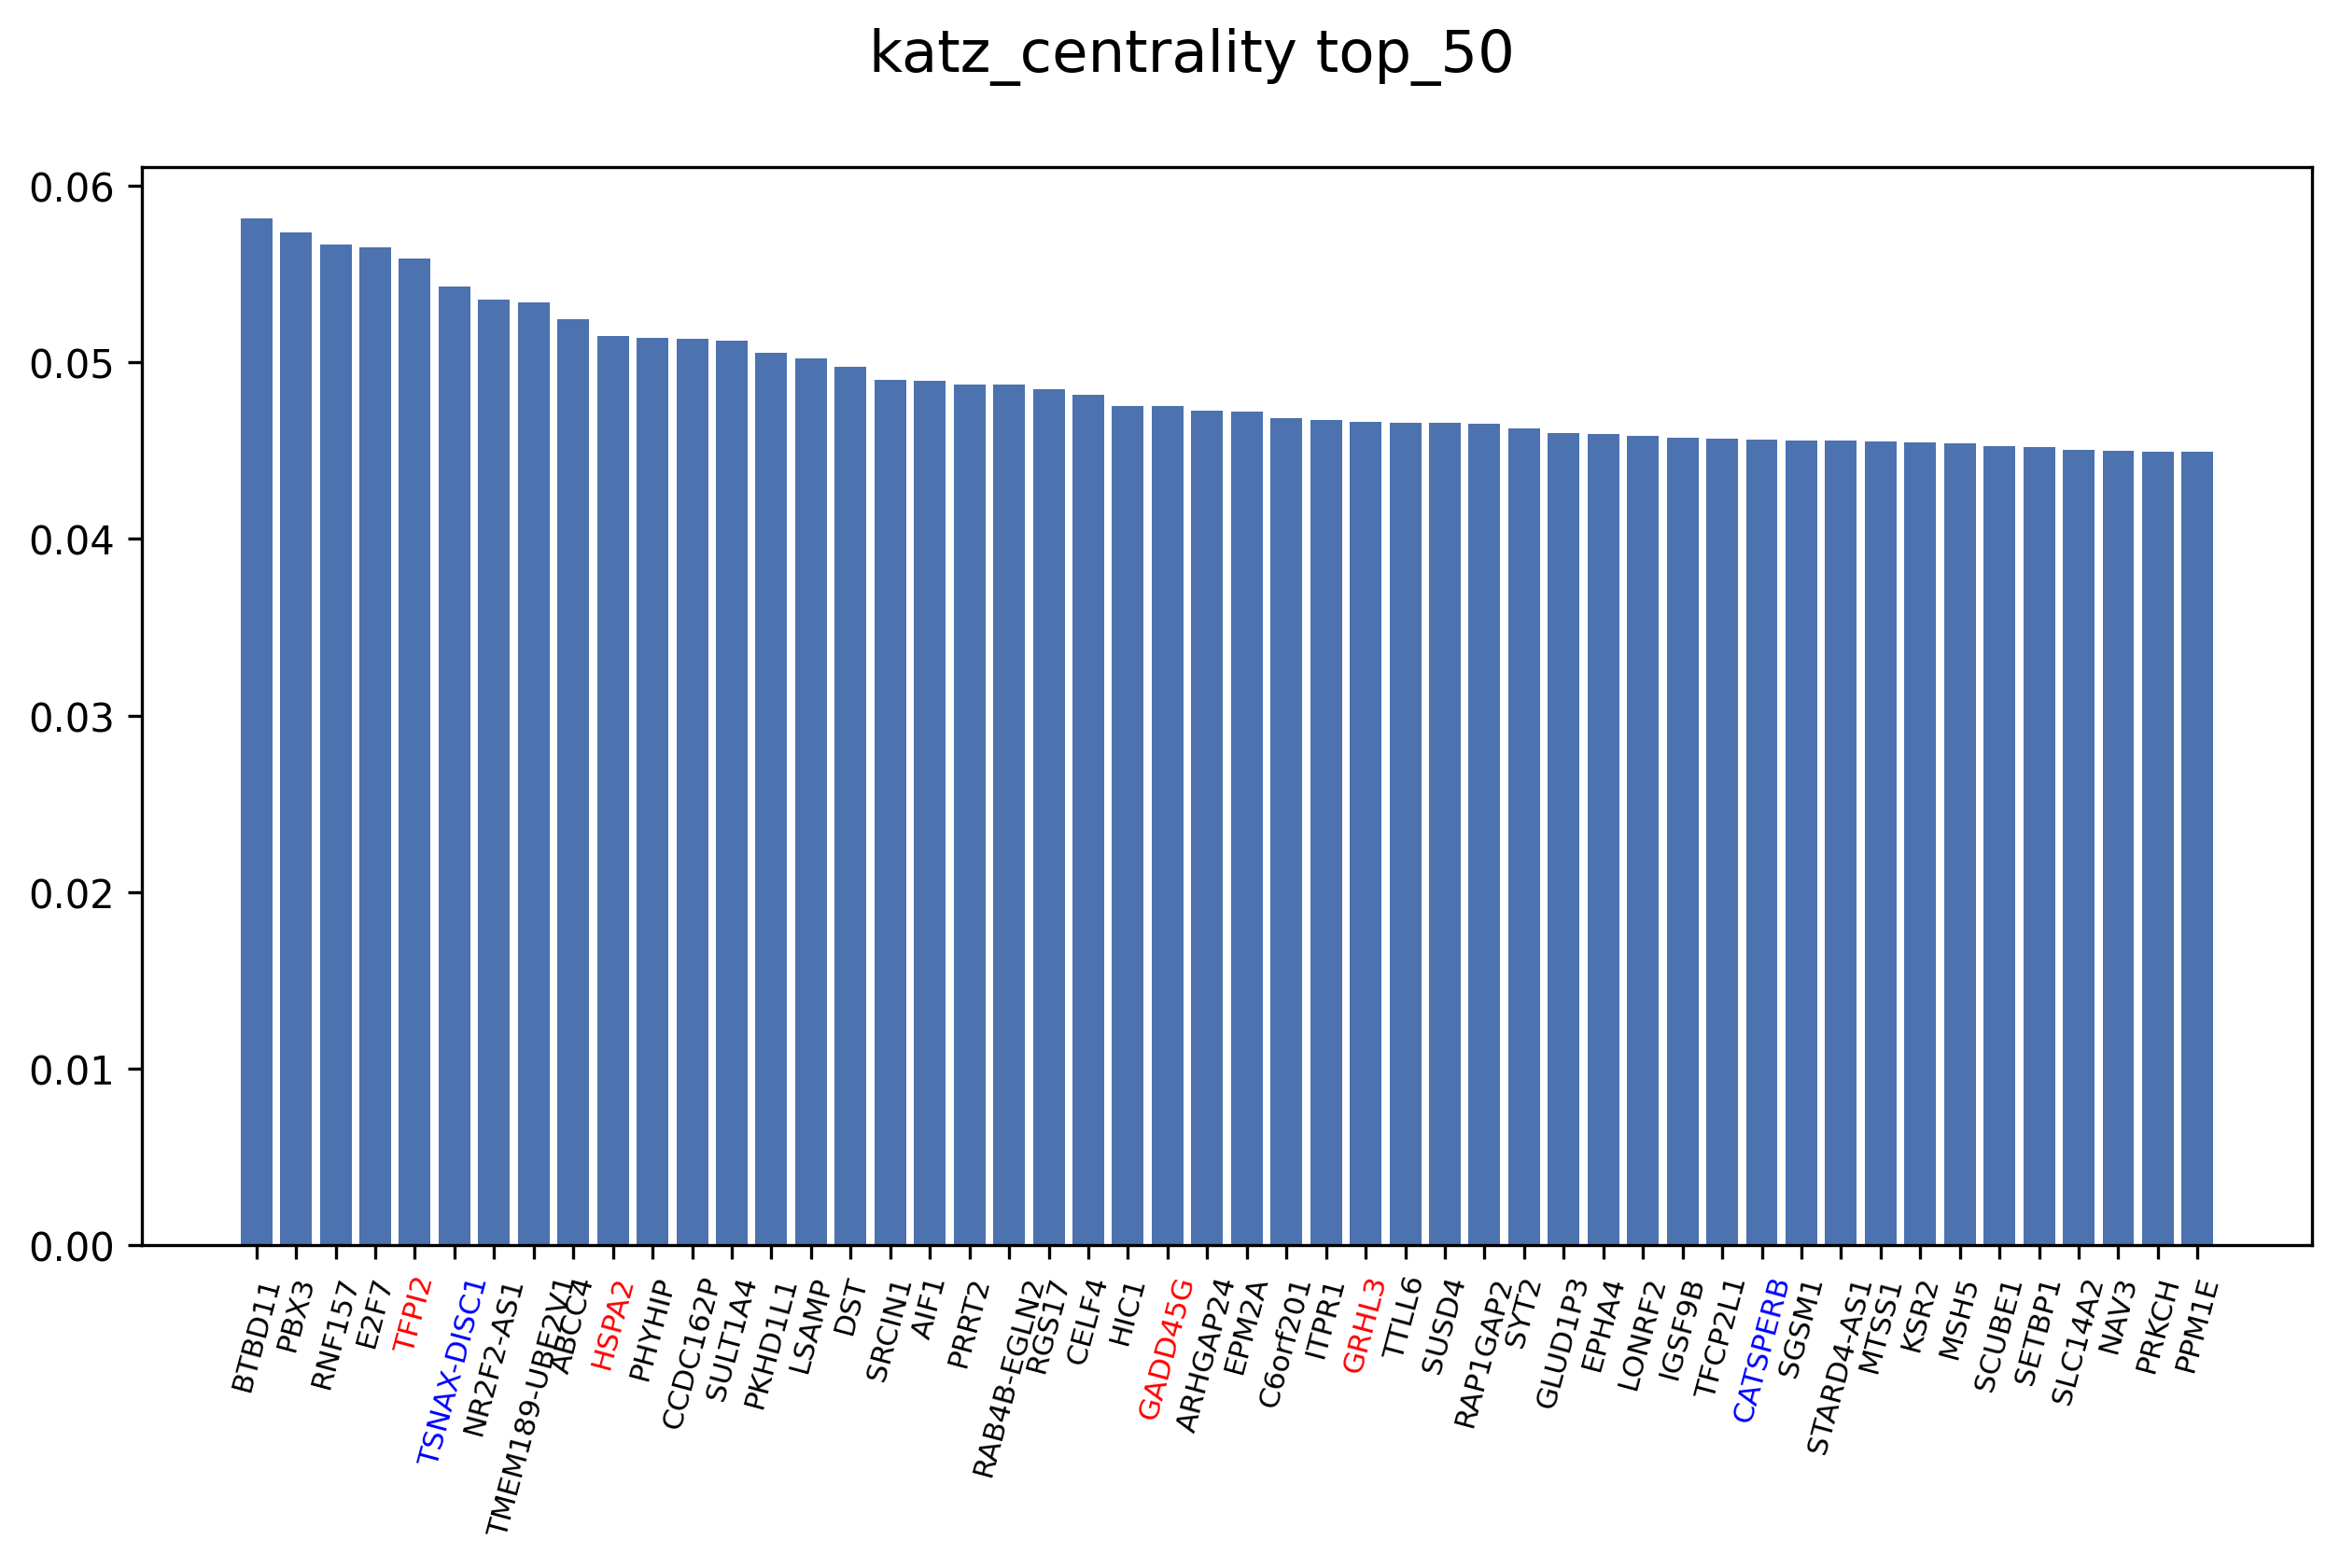 katz_centrality top_50
0.06
0.05
0.04
0.03
0.02
0.01
0.00
BTBD11
PBX3
RNF157
E2F7
TFPI2
TSNAX-DISC1
NR2F2-AS1
TMEM189-UBE2V1
ABCC4
HSPA2
PHYHIP
CCDC162P
SULT1A4
PKHD1L1
LSAMP
DST
SRCIN1
AIF1
PRRT2
RAB4B-EGLN2
RGS17
CELF4
HIC1
GADD45G
ARHGAP24
EPM2A
C6orf201
ITPR1
GRHL3
TTLL6
SUSD4
RAP1GAP2
SYT2
GLUD1P3
EPHA4
LONRF2
IGSF9B
TFCP2L1
CATSPERB
SGSM1
STARD4-AS1
MTSS1
KSR2
MSH5
SCUBE1
SETBP1
SLC14A2
NAV3
PRKCH
PPM1E